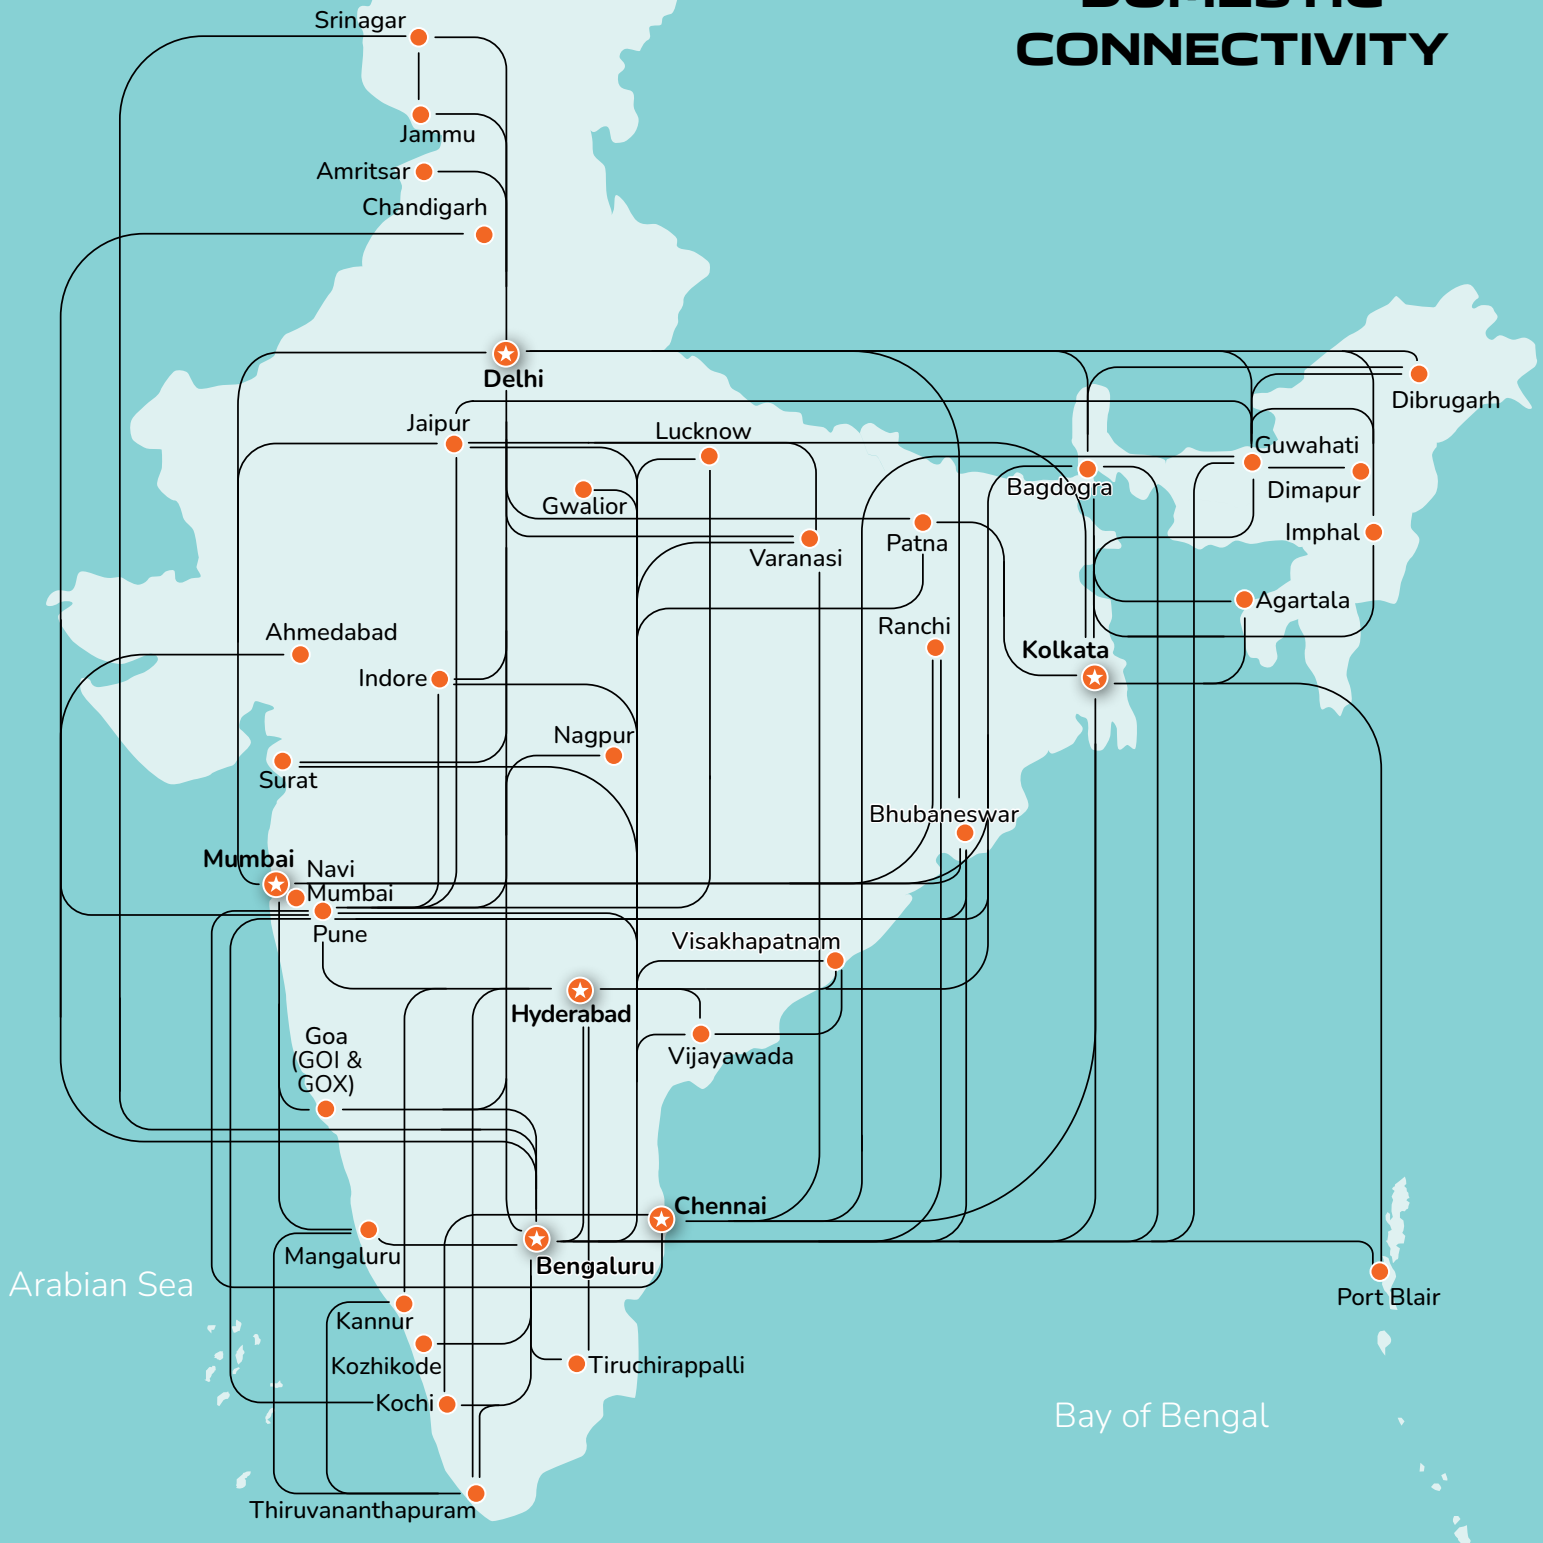 DOMESTIC
CONNECTIVITY
Srinagar
Jammu
Amritsar
Chandigarh
Delhi
Dibrugarh
Jaipur
Lucknow
Guwahati
Bagdogra
Dimapur
Gwalior
Imphal
Patna
Varanasi
Agartala
Ahmedabad
Ranchi
Kolkata
Indore
Nagpur
Surat
Bhubaneswar
Mumbai
Navi
Mumbai
Pune
Visakhapatnam
Hyderabad
Goa
(GOI &
GOX)
Vijayawada
Chennai
Mangaluru
Bengaluru
Arabian Sea
Port Blair
Kannur
Kozhikode
Tiruchirappalli
Kochi
Bay of Bengal
Thiruvananthapuram